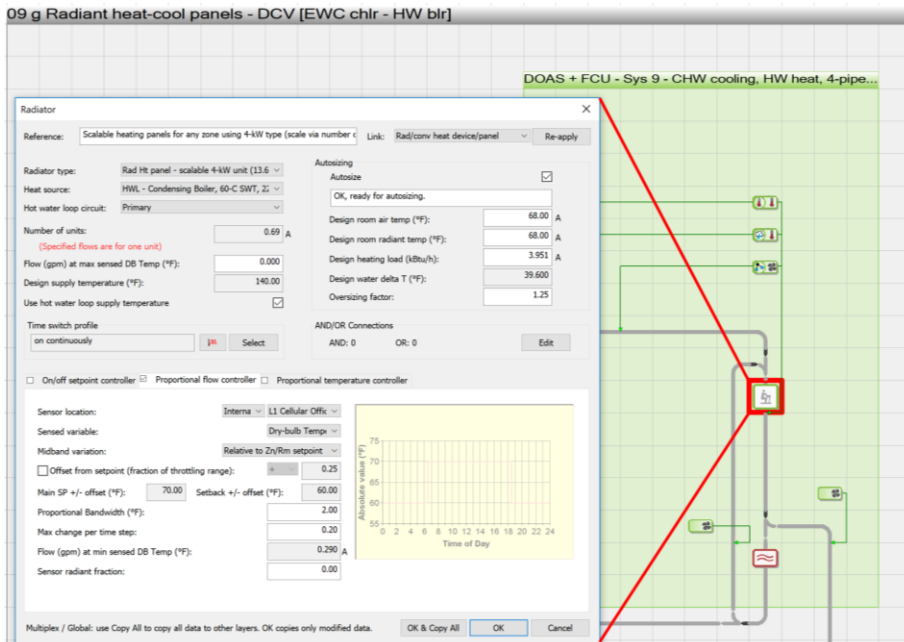 09 g Radiant heat-cool panels - DCV [EWC chlr - HW blr]
DOAS + FCU - Sys 9 - CHW cooling, HW heat, 4-pipe...
Radiator
Reference: Scalable heating panels for any zone using 4-kW type (scale via number c Link: Rad/conv heat device/panel Re-apply
Radiator type: Rad Ht panel - scalable 4-kW unit (13.6
Heat source: HWL - Condensing Boiler, 60-C SWT, 22
Hot water loop circuit: Primary
Number of units: 0.69 A
(Specified flows are for one unit)
Flow (gpm) at max sensed DB Temp (°F): 0.000
Design supply temperature (°F): 140.00
Use hot water loop supply temperature
Autosizing
Autosize
OK, ready for autosizing.
Design room air temp (°F): 68.00 A
Design room radiant temp (°F): 68.00 A
Design heating load (kBtu/h): 3.951 A
Design water delta T (°F): 39.600
Oversizing factor: 1.25
Time switch profile
on continuously Select
AND/OR Connections
AND: 0 OR: 0 Edit
On/off setpoint controller Proportional flow controller Proportional temperature controller
Sensor location: Interna L1 Cellular Offic
Sensed variable: Dry-bulb Tempe
Midband variation: Relative to Zn/Rm setpoint
Offset from setpoint (fraction of throttling range): + 0.25
Main SP +/- offset (°F): 70.00 Setback +/- offset (°F): 60.00
Proportional Bandwidth (°F): 2.00
Max change per time step: 0.20
Flow (gpm) at min sensed DB Temp (°F): 0.290 A
Sensor radiant fraction: 0.00
Absolute value (°F)
75
70
65
60
55
0 2 4 6 8 10 12 14 16 18 20 22 24
Time of Day
Multiplex / Global: use Copy All to copy all data to other layers. OK copies only modified data. OK & Copy All OK Cancel